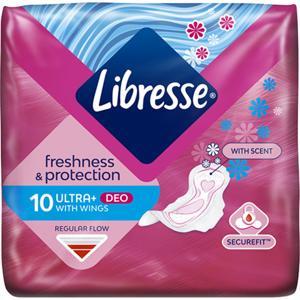 Libresse®
freshness
& protection
WITH SCENT
10 ULTRA+ DEO
WITH WINGS
REGULAR FLOW
SECUREFIT™